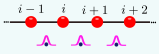 i − 1 i i + 1 i + 2